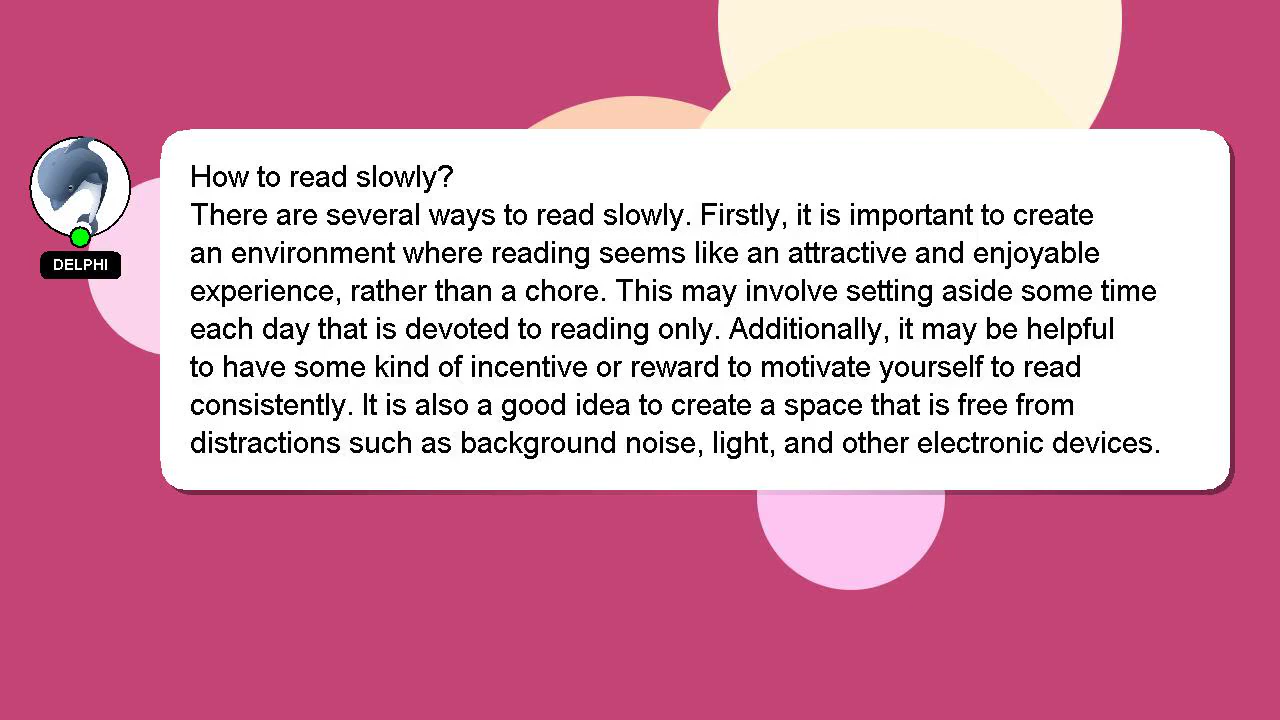 How to read slowly?
There are several ways to read slowly. Firstly, it is important to create
an environment where reading seems like an attractive and enjoyable
experience, rather than a chore. This may involve setting aside some time
each day that is devoted to reading only. Additionally, it may be helpful
to have some kind of incentive or reward to motivate yourself to read
consistently. It is also a good idea to create a space that is free from
distractions such as background noise, light, and other electronic devices.
DELPHI